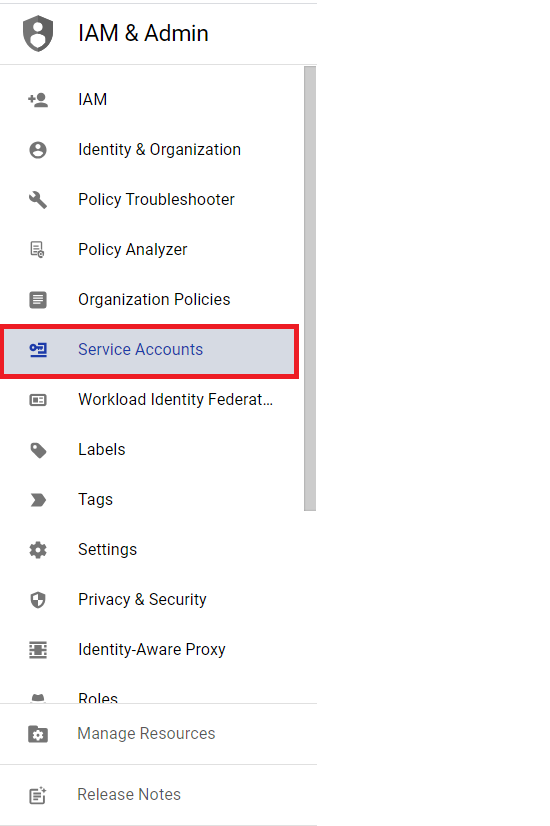 IAM & Admin
IAM
Identity & Organization
Policy Troubleshooter
Policy Analyzer
Organization Policies
Service Accounts
Workload Identity Federat...
Labels
Tags
Settings
Privacy & Security
Identity-Aware Proxy
Roles
Manage Resources
Release Notes